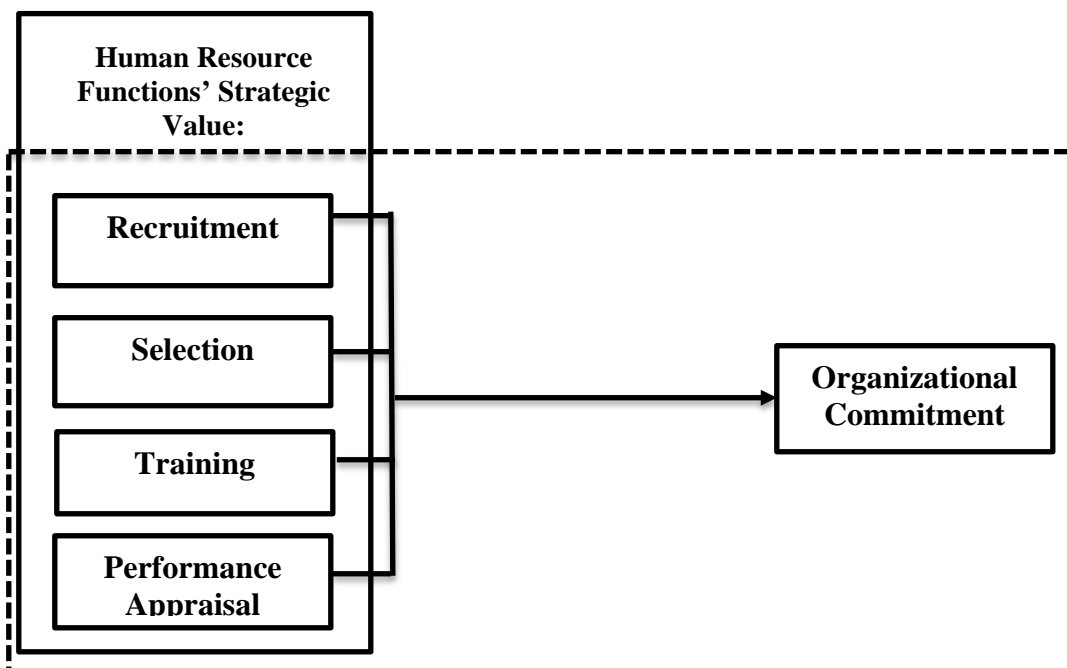 Human Resource
Functions’ Strategic
Value:
Recruitment
Selection
Training
Performance
Appraisal
Organizational
Commitment